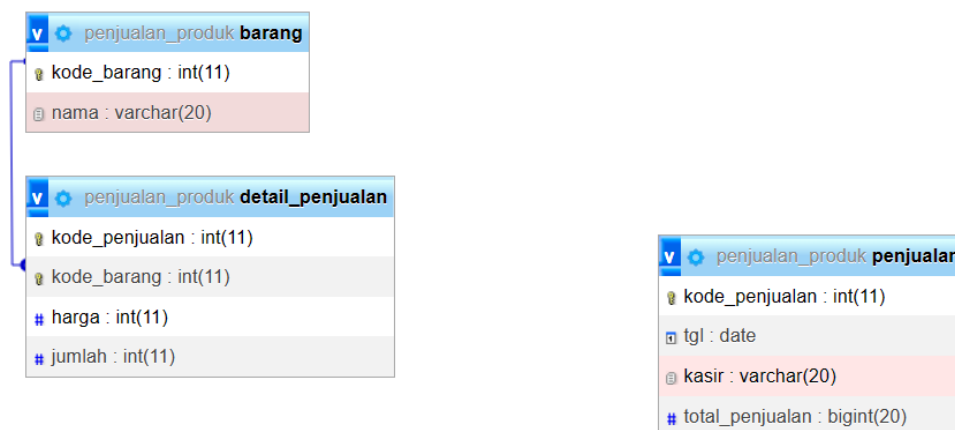 v penjualan_produk barang
kode_barang : int(11)
nama : varchar(20)
v penjualan_produk detail_penjualan
kode_penjualan : int(11)
kode_barang : int(11)
# harga : int(11)
# jumlah : int(11)
v penjualan_produk penjualan
kode_penjualan : int(11)
tgl : date
kasir : varchar(20)
# total_penjualan : bigint(20)